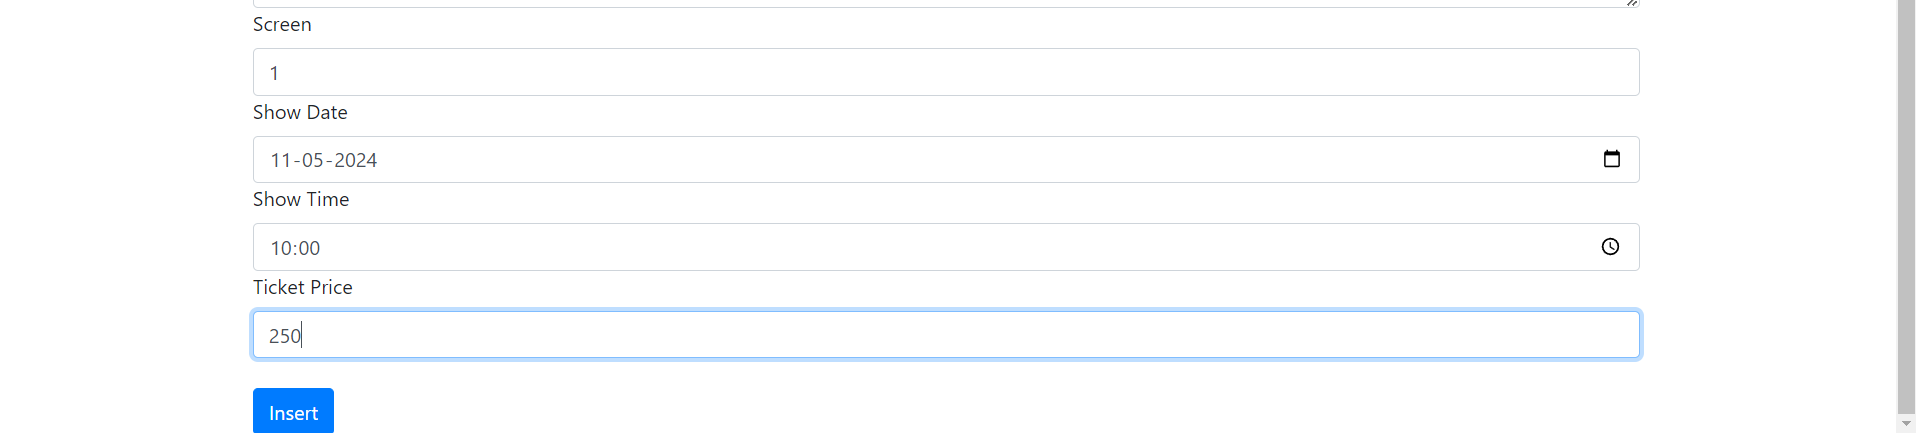 Screen
1
Show Date
11-05-2024
Show Time
10:00
Ticket Price
250
Insert